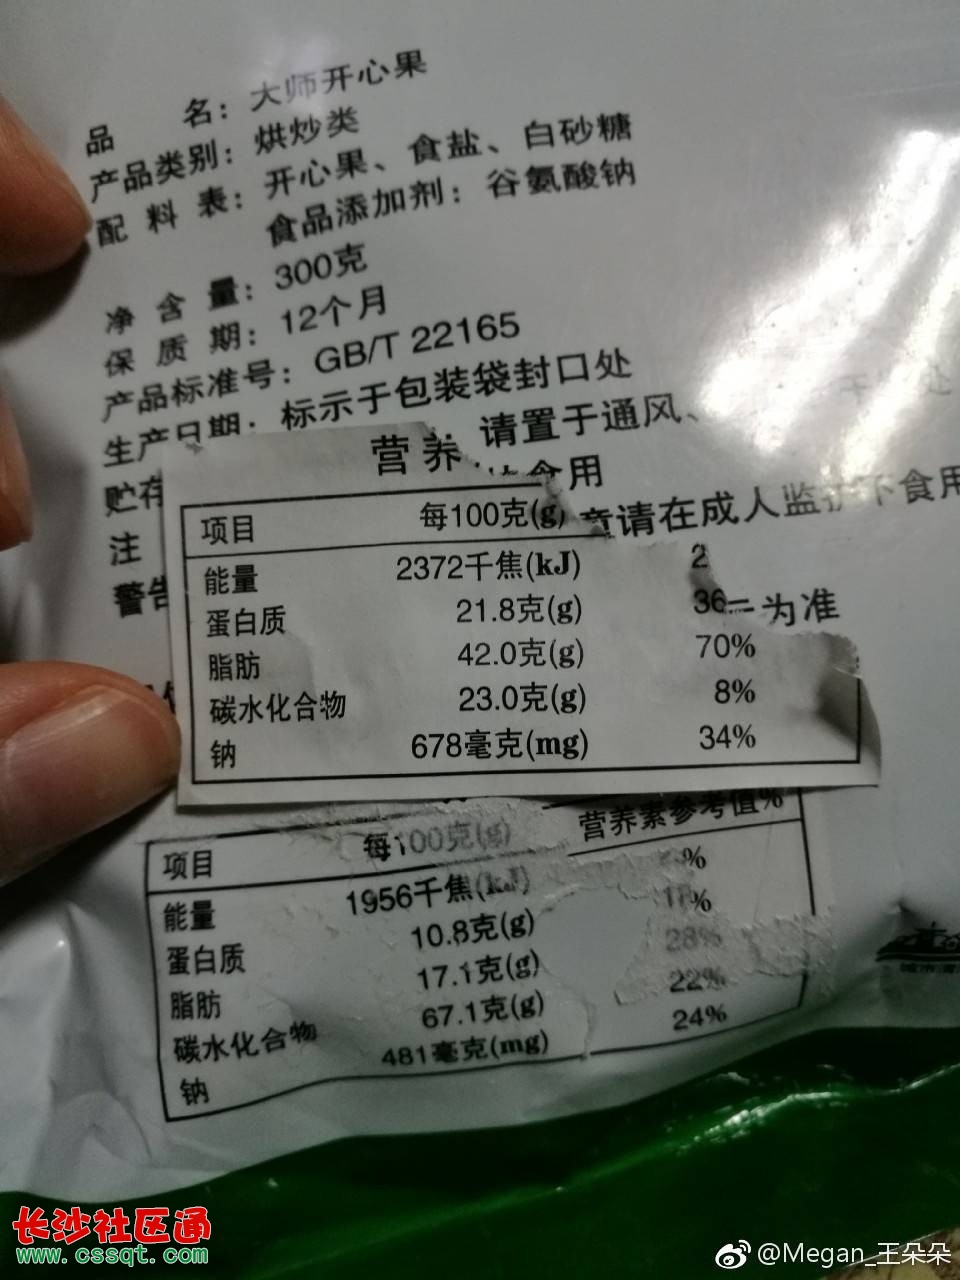 品名：大师开心果
产品类别：烘炒类
配料表：开心果、食盐、白砂糖
食品添加剂：谷氨酸钠
净含量：300克
保质期：12个月
产品标准号：GB/T 22165
生产日期：标示于包装袋封口处
贮存 请置于通风、
食用
注 请在成人监护下食用
警告
为准
营养
项目 每100克(g)
能量 2372千焦(kJ) 2
蛋白质 21.8克(g) 36
脂肪 42.0克(g) 70%
碳水化合物 23.0克(g) 8%
钠 678毫克(mg) 34%
项目 每100克(g) 营养素参考值%
能量 1956千焦(kJ) %
蛋白质 10.8克(g) 18%
脂肪 17.1克(g) 28%
碳水化合物 67.1克(g) 22%
钠 481毫克(mg) 24%
长沙社区通
www.cssqt.com
@Megan_王朵朵